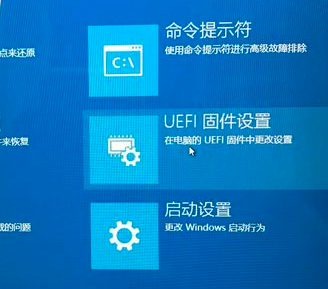 命令提示符
点来还原
使用命令提示符进行高级故障排除
C:\
UEFI 固件设置
来恢复
在电脑的 UEFI 固件中更改设置
启动设置
的问题
更改 Windows 启动行为